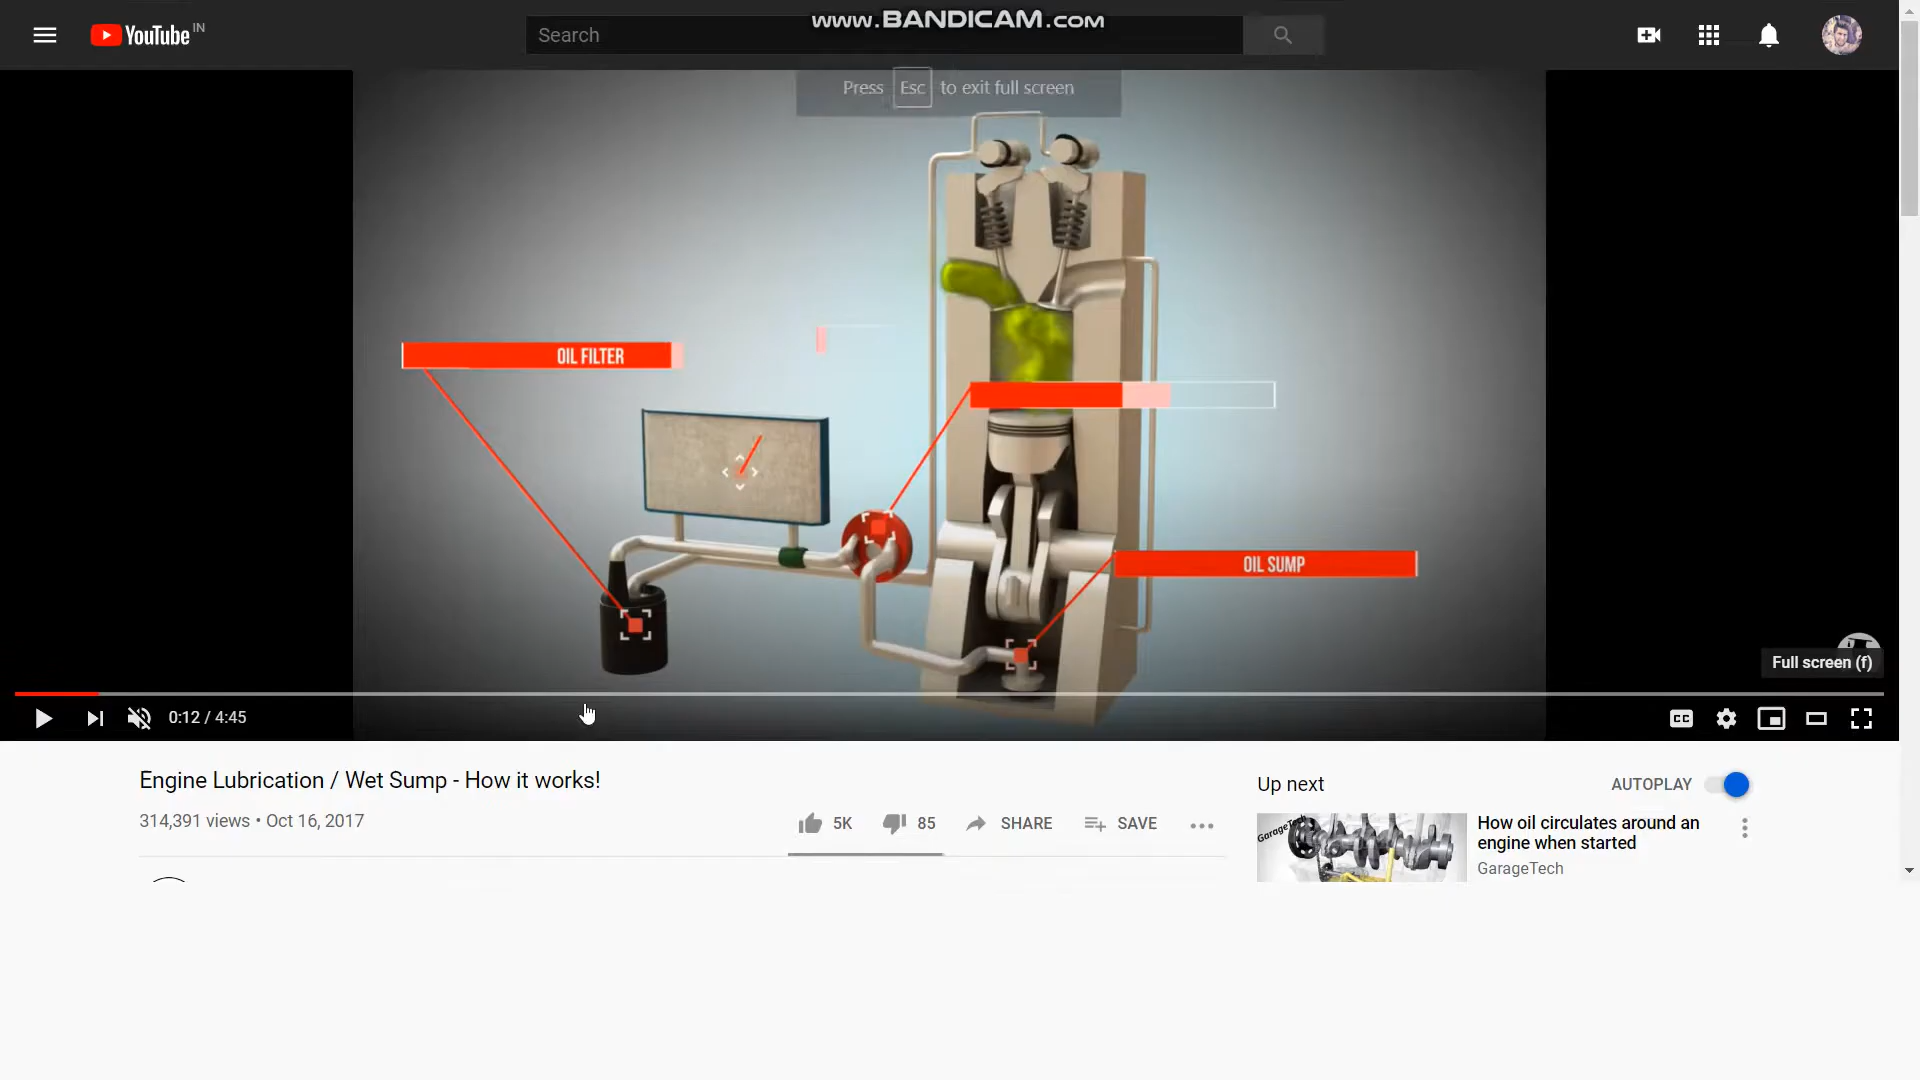 www.BANDICAM.com
YouTube IN
Search
Press Esc to exit full screen
OIL FILTER
OIL SUMP
Full screen (f)
0:12 / 4:45
CC
Engine Lubrication / Wet Sump - How it works!
314,391 views • Oct 16, 2017
5K
85
SHARE
SAVE
Up next
AUTOPLAY
GarageTech
How oil circulates around an
engine when started
GarageTech